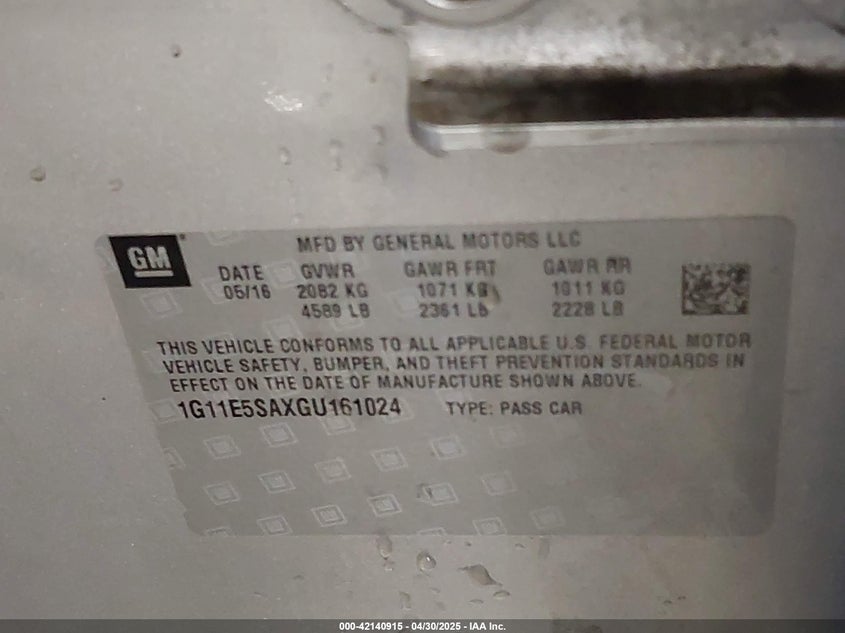 GM
MFD BY GENERAL MOTORS LLC
DATE GVWR GAWR FRT GAWR RR
05/16 2082 KG 1071 KG 1011 KG
4589 LB 2361 LB 2228 LB
THIS VEHICLE CONFORMS TO ALL APPLICABLE U.S. FEDERAL MOTOR
VEHICLE SAFETY, BUMPER, AND THEFT PREVENTION STANDARDS IN
EFFECT ON THE DATE OF MANUFACTURE SHOWN ABOVE.
1G11E5SAXGU161024 TYPE: PASS CAR
000-42140915 - 04/30/2025 - IAA Inc.